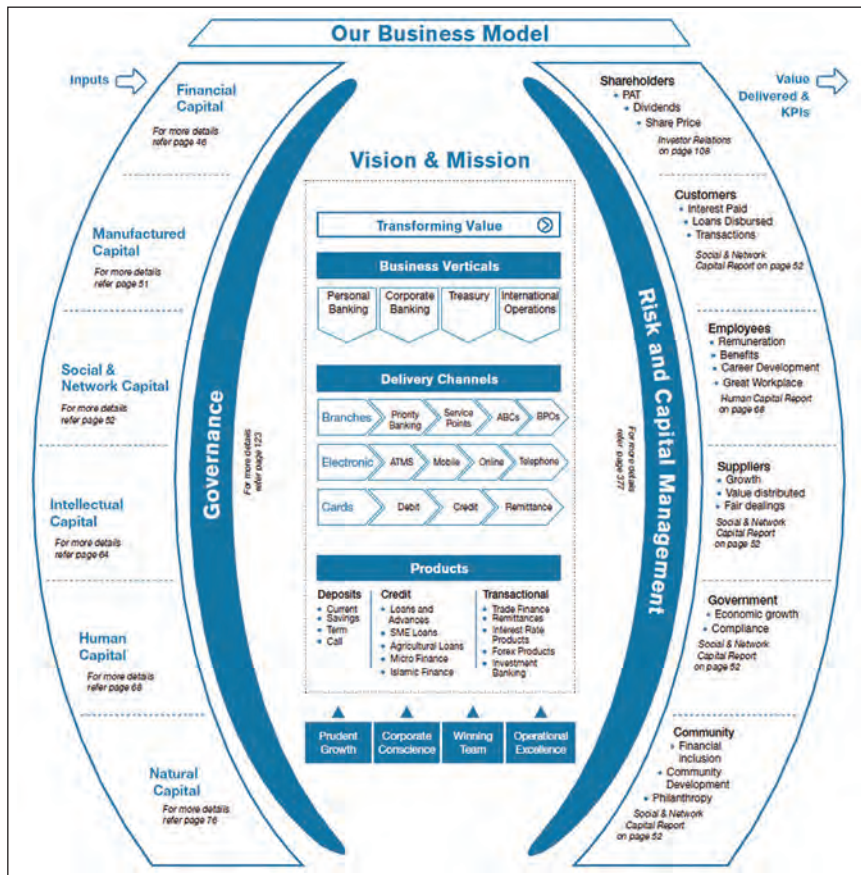 Our Business Model
Inputs
Financial
Capital
For more details
refer page 46
Manufactured
Capital
For more details
refer page 51
Social &
Network Capital
For more details
refer page 52
Intellectual
Capital
For more details
refer page 64
Human
Capital
For more details
refer page 68
Natural
Capital
For more details
refer page 76
Governance
For more details
refer page 123
Vision & Mission
Transforming Value
Business Verticals
Personal
Banking
Corporate
Banking
Treasury
International
Operations
Delivery Channels
Branches
Priority
Banking
Service
Points
ABCs
BPOs
Electronic
ATMS
Mobile
Online
Telephone
Cards
Debit
Credit
Remittance
Products
Deposits
• Current
• Savings
• Term
• Call
Credit
• Loans and
Advances
• SME Loans
• Agricultural Loans
• Micro Finance
• Islamic Finance
Transactional
• Trade Finance
• Remittances
• Interest Rate
Products
• Forex Products
• Investment
Banking
Prudent
Growth
Corporate
Conscience
Winning
Team
Operational
Excellence
Risk and Capital Management
For more details
refer page 377
Value
Delivered &
KPIs
Shareholders
• PAT
• Dividends
• Share Price
Investor Relations
on page 108
Customers
• Interest Paid
• Loans Disbursed
• Transactions
Social & Network
Capital Report on page 52
Employees
• Remuneration
• Benefits
• Career Development
• Great Workplace
Human Capital Report
on page 68
Suppliers
• Growth
• Value distributed
• Fair dealings
Social & Network
Capital Report
on page 52
Government
• Economic growth
• Compliance
Social & Network
Capital Report
on page 52
Community
• Financial
Inclusion
• Community
Development
• Philanthropy
Social & Network
Capital Report
on page 52